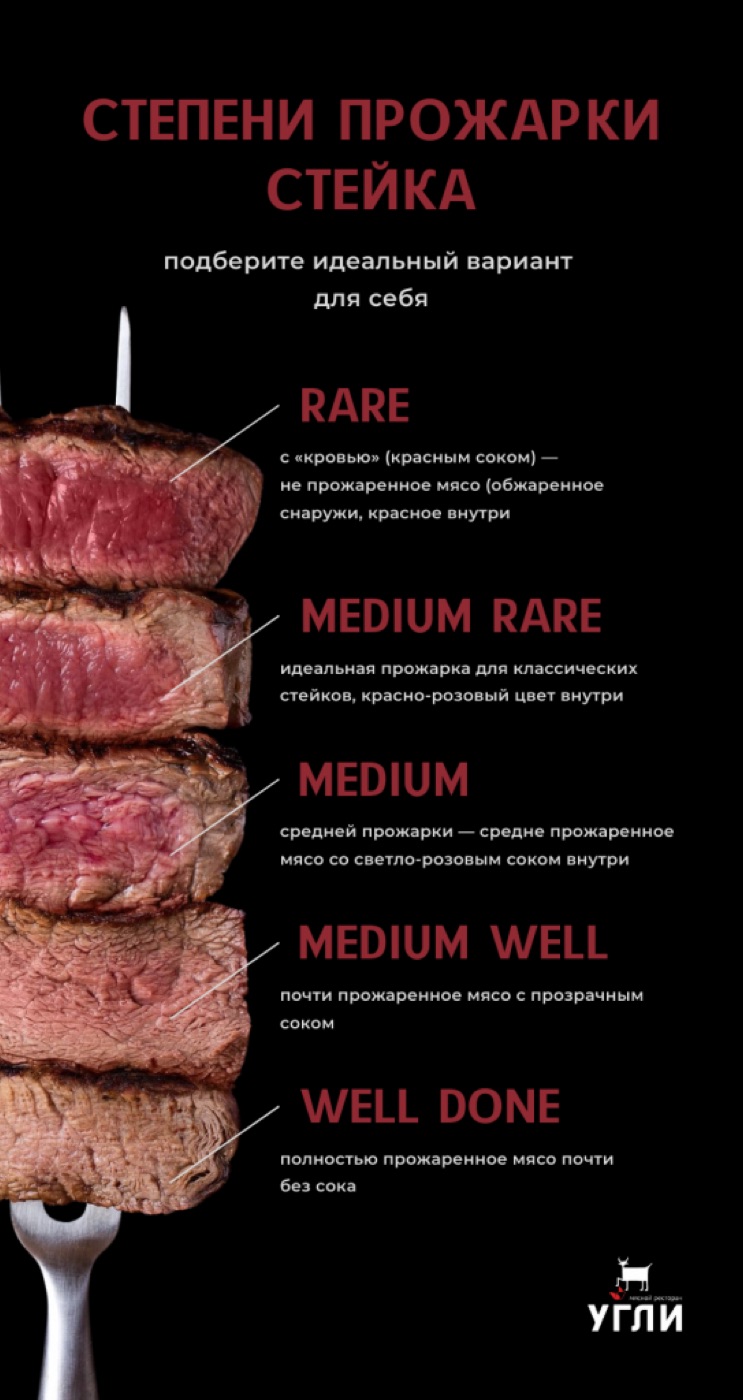 СТЕПЕНИ ПРОЖАРКИ
СТЕЙКА
подберите идеальный вариант
для себя
RARE
с «кровью» (красным соком) —
не прожаренное мясо (обжаренное
снаружи, красное внутри
MEDIUM RARE
идеальная прожарка для классических
стейков, красно-розовый цвет внутри
MEDIUM
средней прожарки — средне прожаренное
мясо со светло-розовым соком внутри
MEDIUM WELL
почти прожаренное мясо с прозрачным
соком
WELL DONE
полностью прожаренное мясо почти
без сока
мясной ресторан
УГЛИ